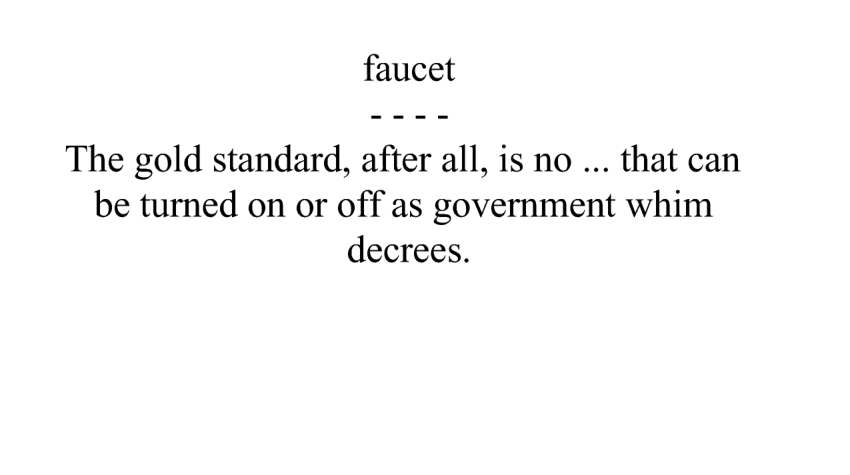 faucet
- - - -
The gold standard, after all, is no ... that can
be turned on or off as government whim
decrees.